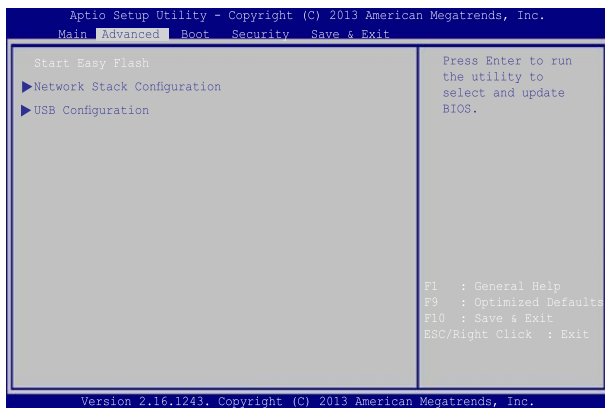 Aptio Setup Utility - Copyright (C) 2013 American Megatrends, Inc.
Main Advanced Boot Security Save & Exit
Start Easy Flash
Network Stack Configuration
USB Configuration
Press Enter to run
the utility to
select and update
BIOS.
F1 : General Help
F9 : Optimized Defaults
F10 : Save & Exit
ESC/Right Click : Exit
Version 2.16.1243. Copyright (C) 2013 American Megatrends, Inc.